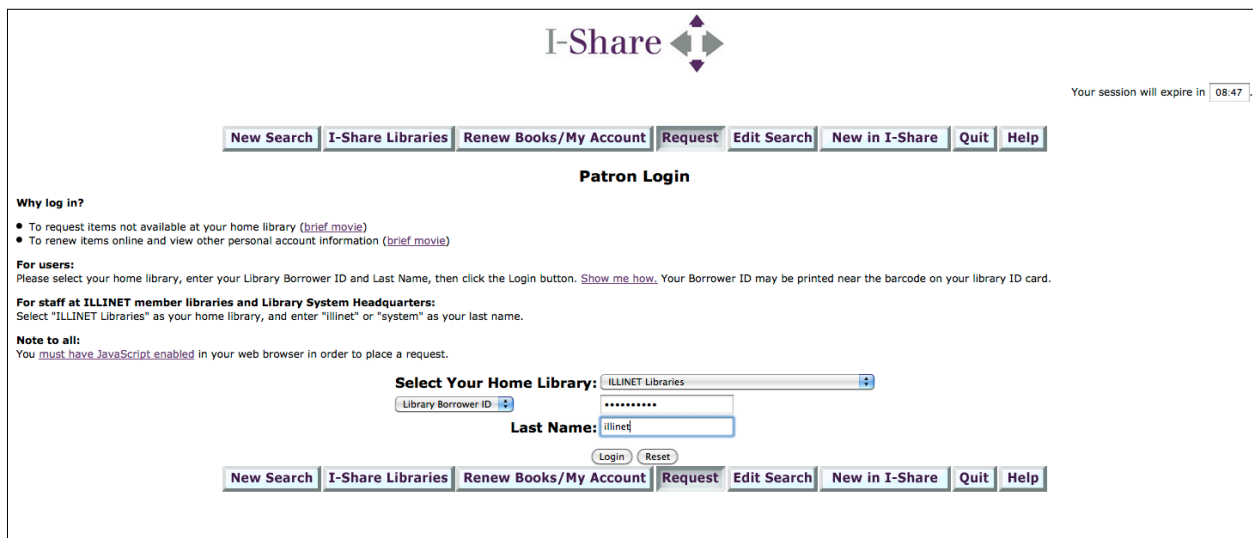 I-Share
Your session will expire in 08:47.
New Search I-Share Libraries Renew Books/My Account Request Edit Search New in I-Share Quit Help
Patron Login
Why log in?
• To request items not available at your home library (brief movie)
• To renew items online and view other personal account information (brief movie)
For users:
Please select your home library, enter your Library Borrower ID and Last Name, then click the Login button. Show me how. Your Borrower ID may be printed near the barcode on your library ID card.
For staff at ILLINET member libraries and Library System Headquarters:
Select "ILLINET Libraries" as your home library, and enter "illinet" or "system" as your last name.
Note to all:
You must have JavaScript enabled in your web browser in order to place a request.
Select Your Home Library: ILLINET Libraries
Library Borrower ID ••••••••••
Last Name: illinet
Login Reset
New Search I-Share Libraries Renew Books/My Account Request Edit Search New in I-Share Quit Help